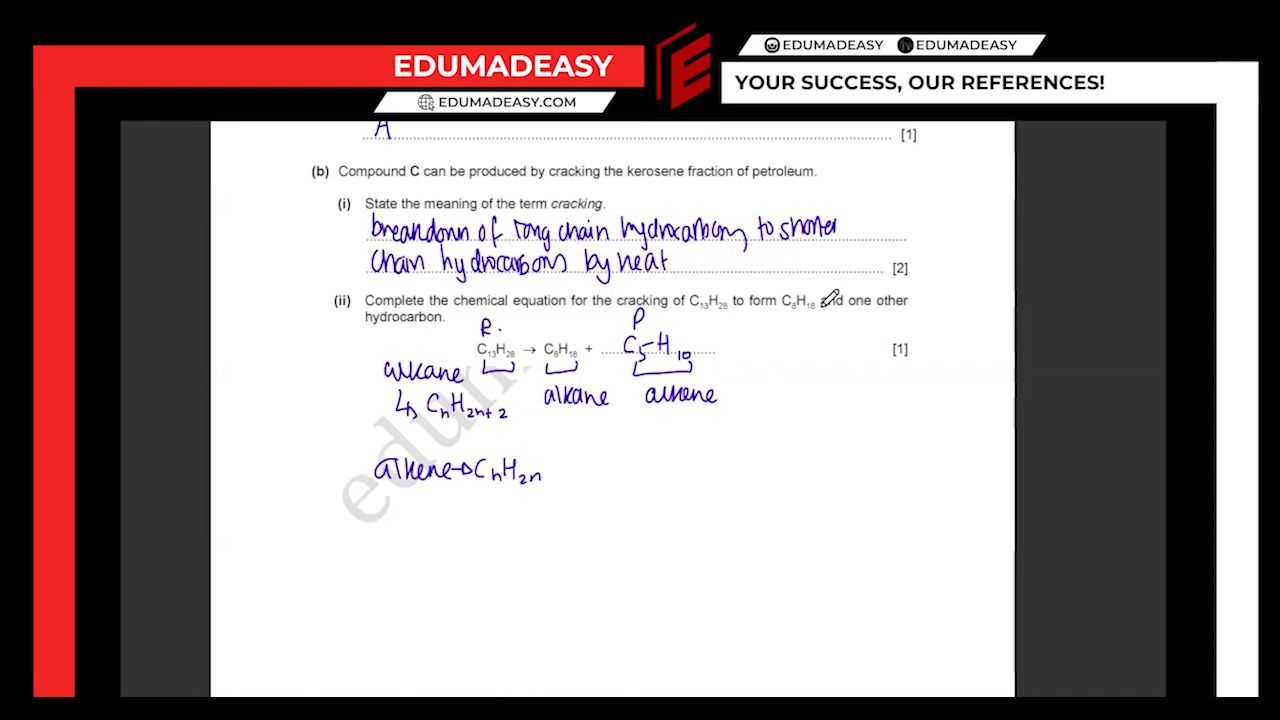 EDUMADEASY
EDUMADEASY EDUMADEASY
YOUR SUCCESS, OUR REFERENCES!
EDUMADEASY.COM
A
[1]
(b) Compound C can be produced by cracking the kerosene fraction of petroleum.
(i) State the meaning of the term cracking.
breakdown of long chain hydrocarbons to shorter
chain hydrocarbons by heat
[2]
(ii) Complete the chemical equation for the cracking of C₁₃H₂₈ to form C₈H₁₈ and one other
hydrocarbon.
R. P
C₁₃H₂₈ → C₈H₁₈ + C₅H₁₀ [1]
alkane alkane alkene
↳ CₙH₂ₙ₊₂
alkene → CₙH₂ₙ
edum